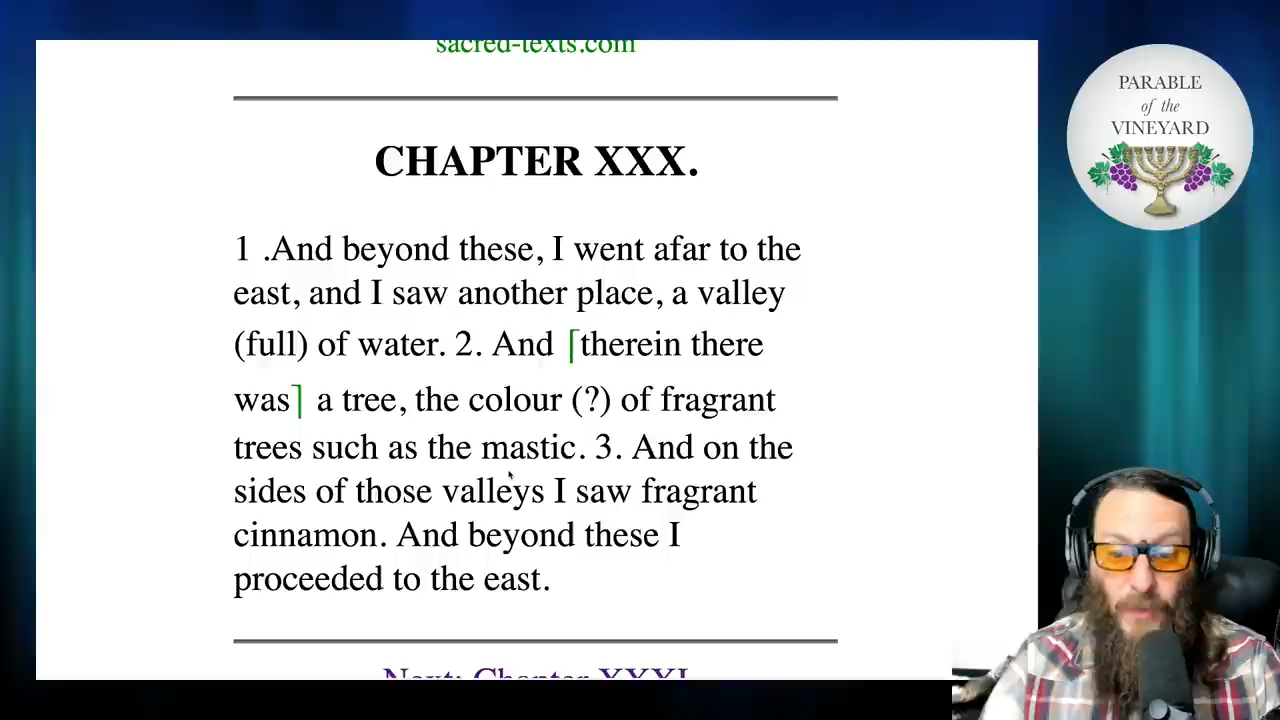 sacred-texts.com
CHAPTER XXX.
1 .And beyond these, I went afar to the
east, and I saw another place, a valley
(full) of water. 2. And ⌈therein there
was⌉ a tree, the colour (?) of fragrant
trees such as the mastic. 3. And on the
sides of those valleys I saw fragrant
cinnamon. And beyond these I
proceeded to the east.
Next: Chapter XXXI
PARABLE
of the
VINEYARD